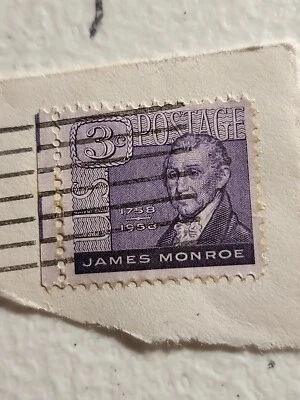 3¢ POSTAGE
U.S.
1758
1958
JAMES MONROE